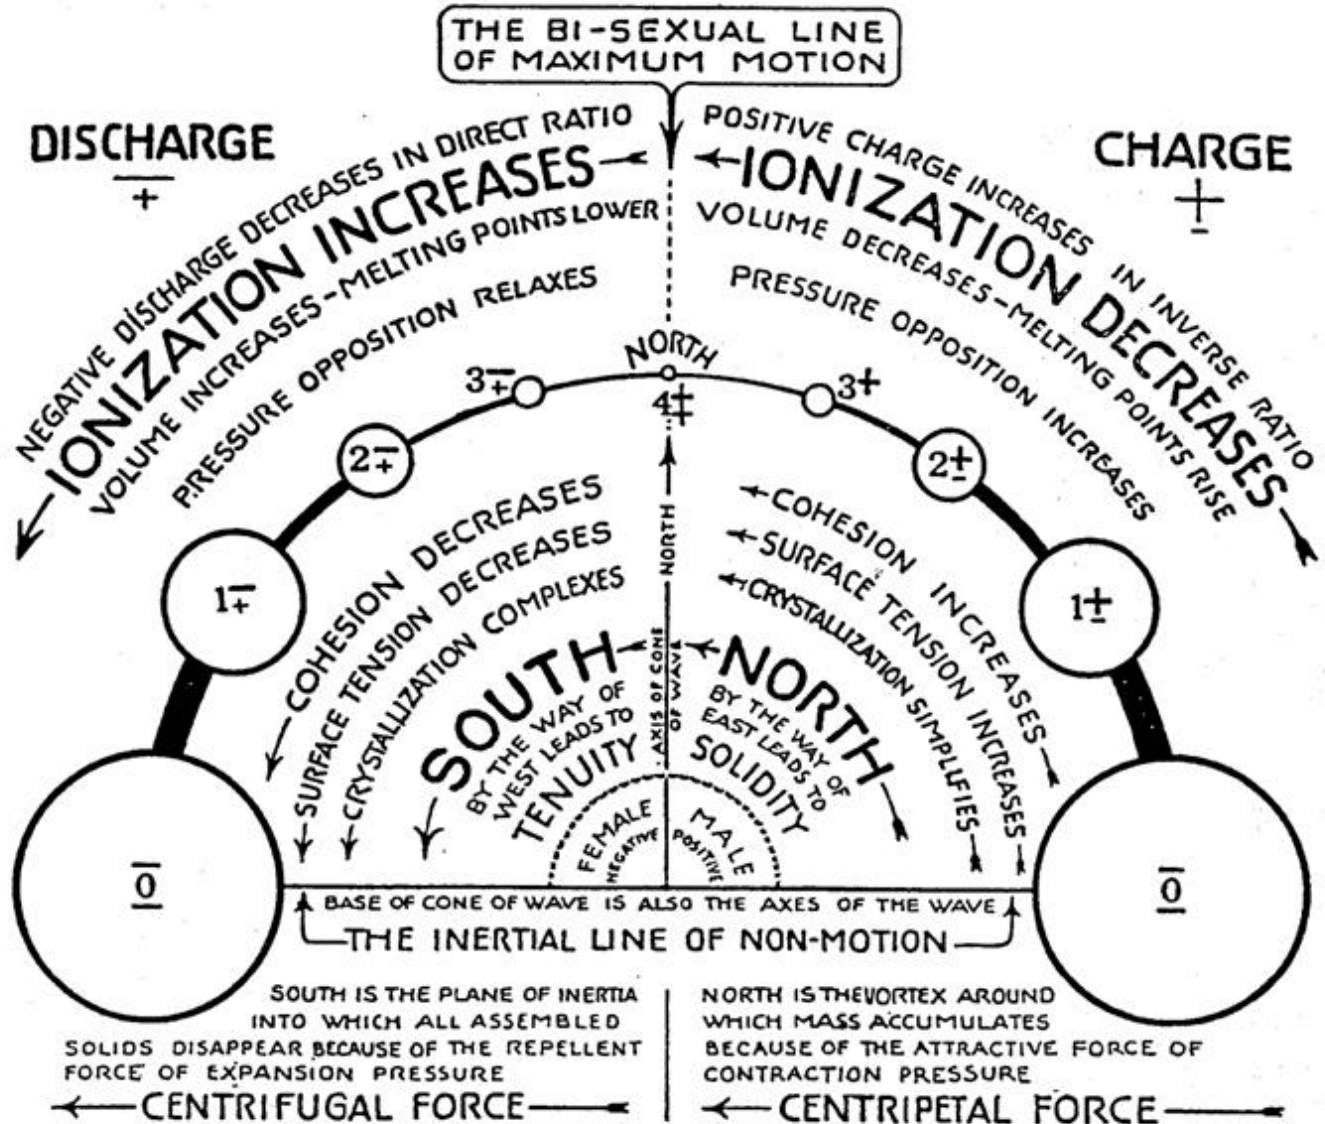 THE BI-SEXUAL LINE
OF MAXIMUM MOTION
DISCHARGE
- +
CHARGE
+ -
NEGATIVE DISCHARGE DECREASES IN DIRECT RATIO
IONIZATION INCREASES
VOLUME INCREASES - MELTING POINTS LOWER
PRESSURE OPPOSITION RELAXES
POSITIVE CHARGE INCREASES IN INVERSE RATIO
IONIZATION DECREASES
VOLUME DECREASES - MELTING POINTS RISE
PRESSURE OPPOSITION INCREASES
NORTH
4‡
3-+
3+
2-+
2+-
1-+
1+-
0
0
COHESION DECREASES
SURFACE TENSION DECREASES
CRYSTALLIZATION COMPLEXES
SOUTH
BY THE WAY OF
WEST LEADS TO
TENUITY
NORTH
AXIS OF CONE
OF WAVE
COHESION INCREASES
SURFACE TENSION INCREASES
CRYSTALLIZATION SIMPLIFIES
NORTH
BY THE WAY OF
EAST LEADS TO
SOLIDITY
FEMALE
NEGATIVE
MALE
POSITIVE
BASE OF CONE OF WAVE IS ALSO THE AXES OF THE WAVE
THE INERTIAL LINE OF NON-MOTION
SOUTH IS THE PLANE OF INERTIA
INTO WHICH ALL ASSEMBLED
SOLIDS DISAPPEAR BECAUSE OF THE REPELLENT
FORCE OF EXPANSION PRESSURE
CENTRIFUGAL FORCE
NORTH IS THE VORTEX AROUND
WHICH MASS ACCUMULATES
BECAUSE OF THE ATTRACTIVE FORCE OF
CONTRACTION PRESSURE
CENTRIPETAL FORCE